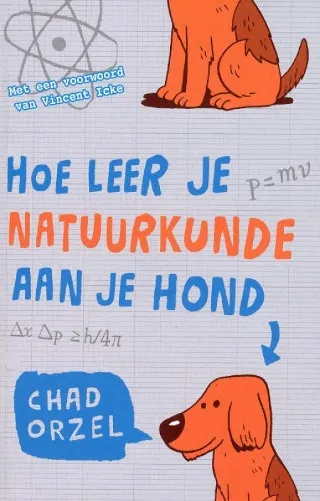 Met een voorwoord
van Vincent Icke
HOE LEER JE
p=mv
NATUURKUNDE
AAN JE HOND
Δx Δp ≥h/4π
CHAD
ORZEL